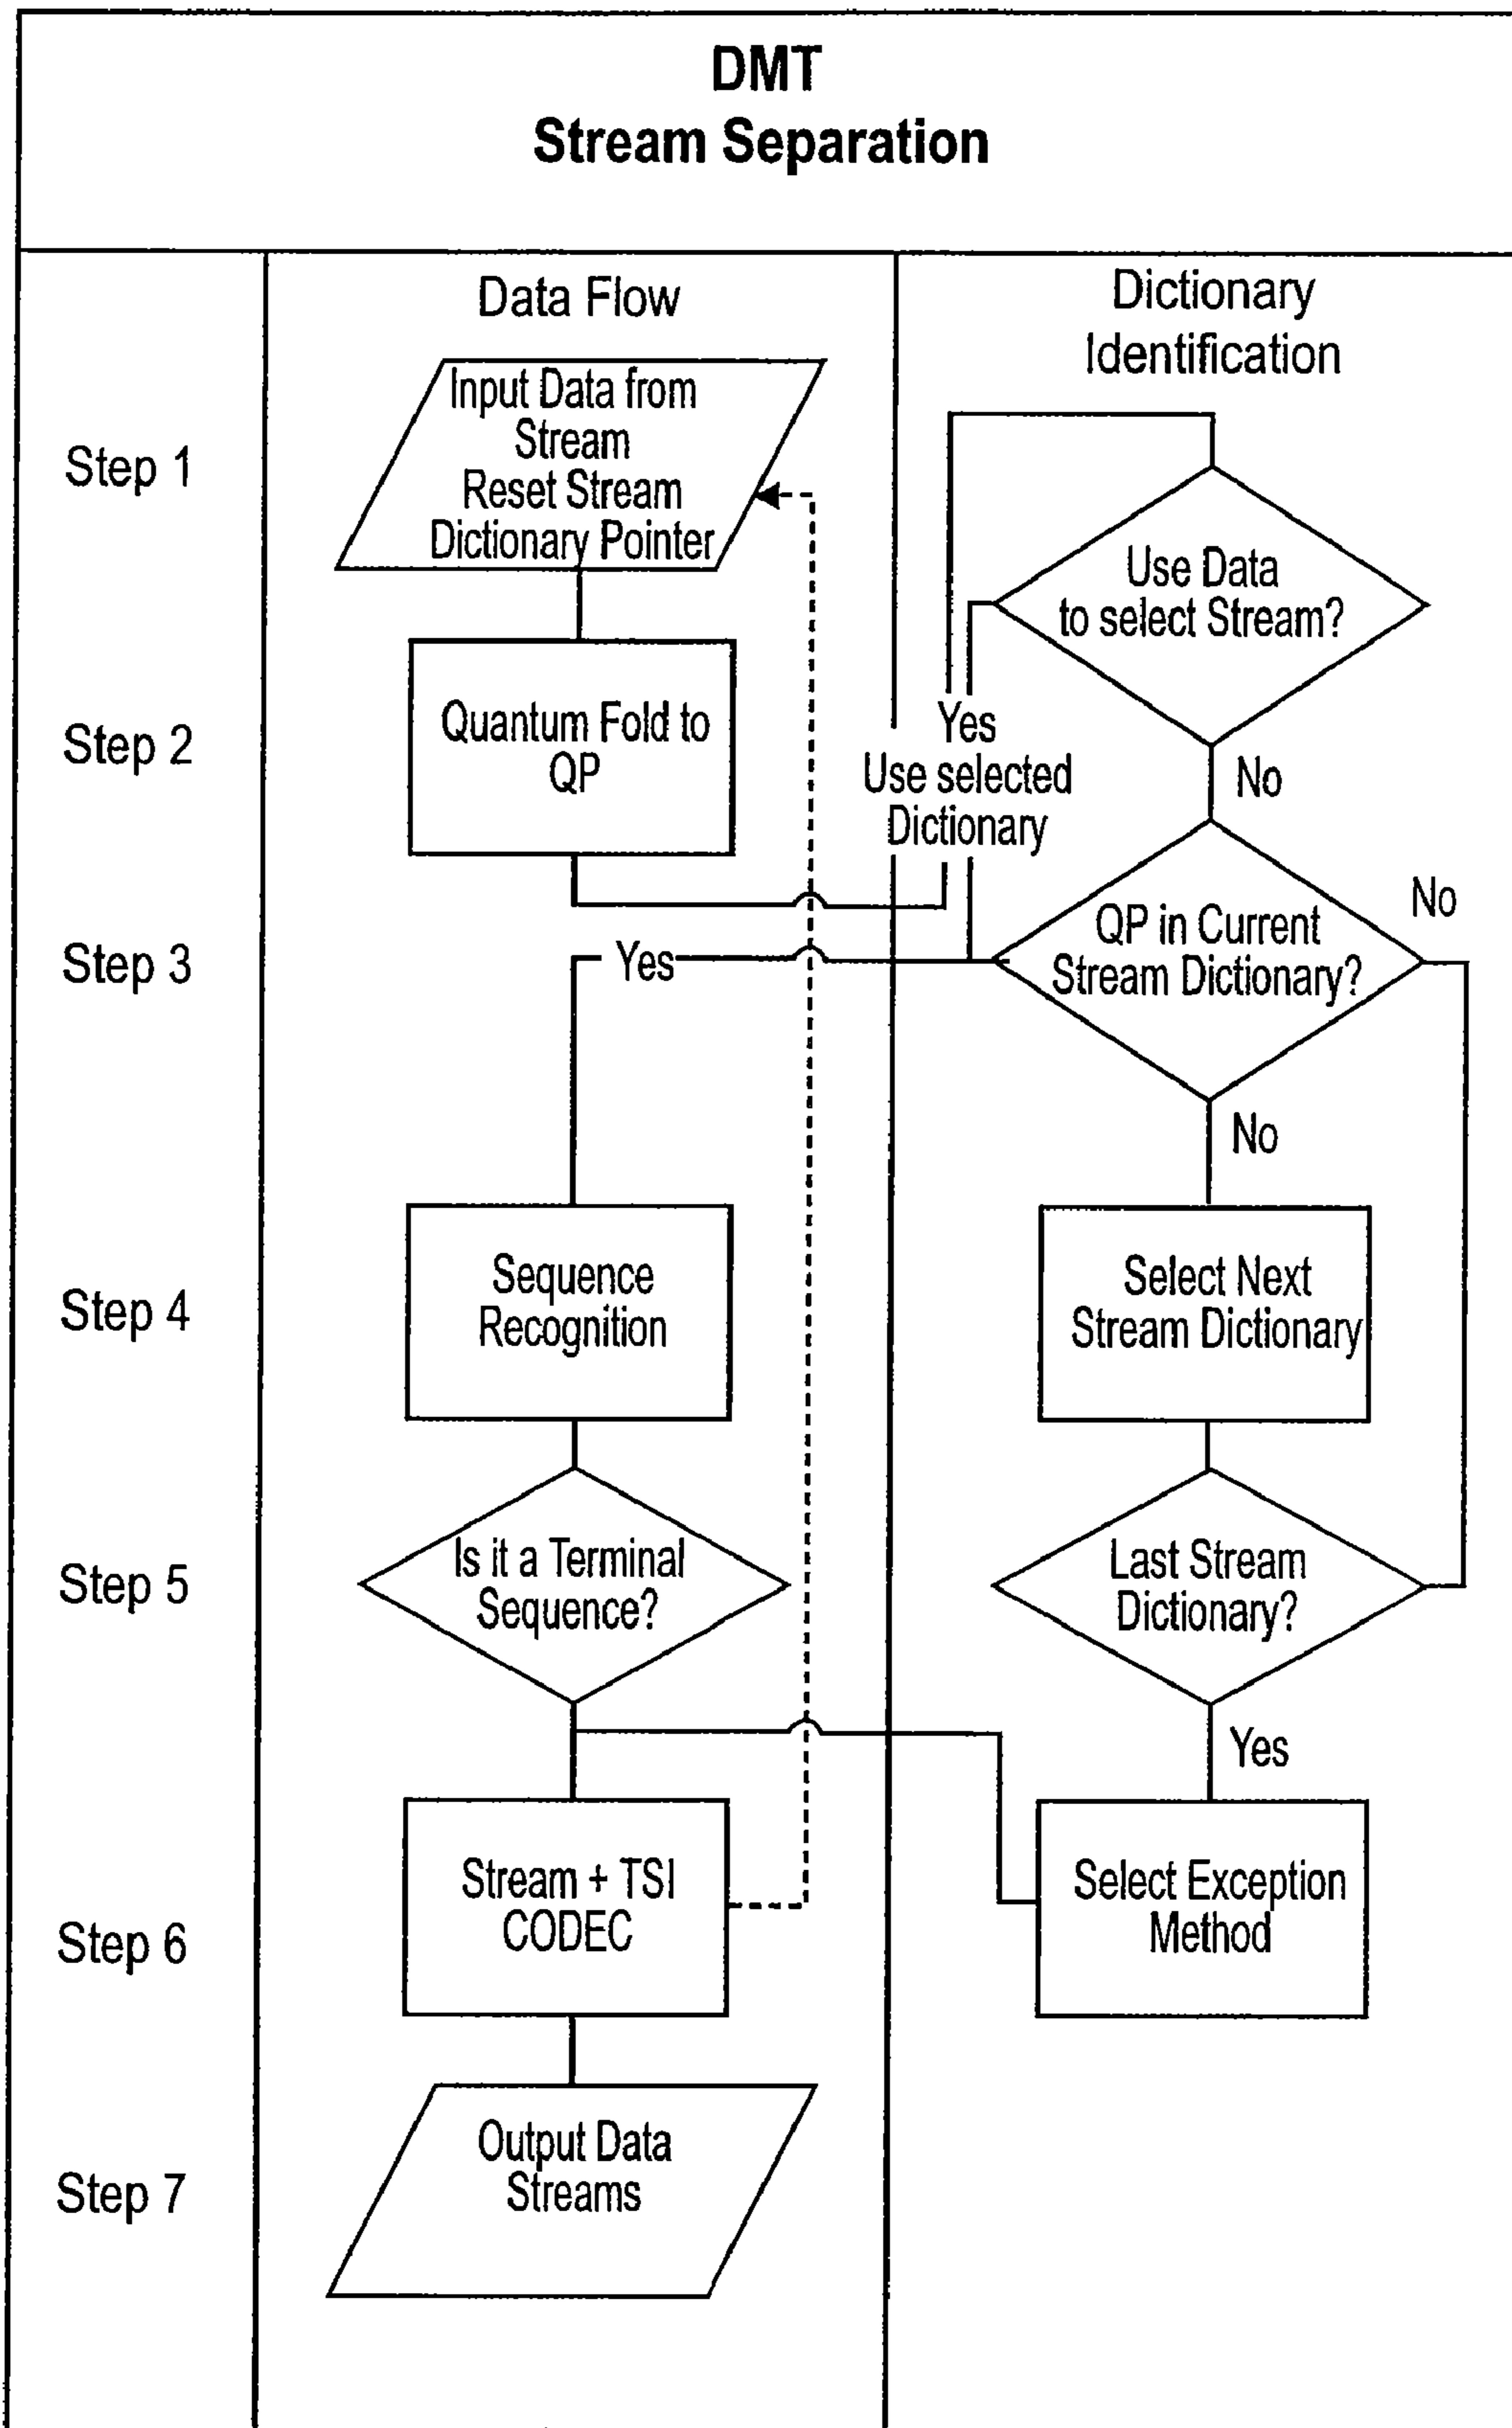 DMT
Stream Separation
Data Flow
Dictionary
Identification
Step 1
Input Data from
Stream
Reset Stream
Dictionary Pointer
Use Data
to select Stream?
Step 2
Quantum Fold to
QP
Yes
Use selected
Dictionary
No
Step 3
Yes
QP in Current
Stream Dictionary?
No
No
Step 4
Sequence
Recognition
Select Next
Stream Dictionary
Step 5
Is it a Terminal
Sequence?
Last Stream
Dictionary?
Yes
Step 6
Stream + TSI
CODEC
Select Exception
Method
Step 7
Output Data
Streams